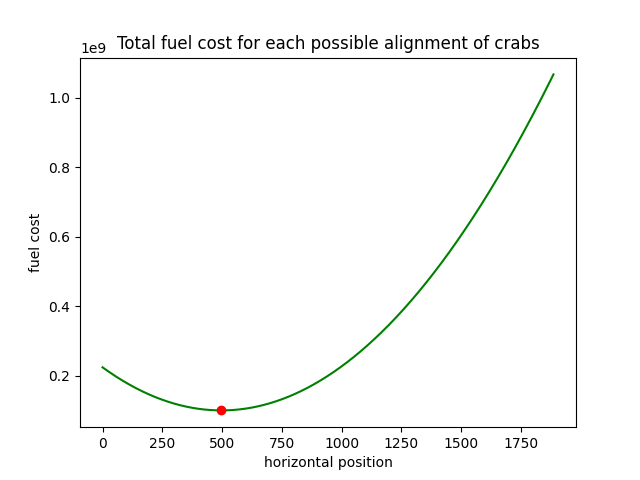 Total fuel cost for each possible alignment of crabs
1e9
1.0
0.8
0.6
0.4
0.2
fuel cost
0 250 500 750 1000 1250 1500 1750
horizontal position